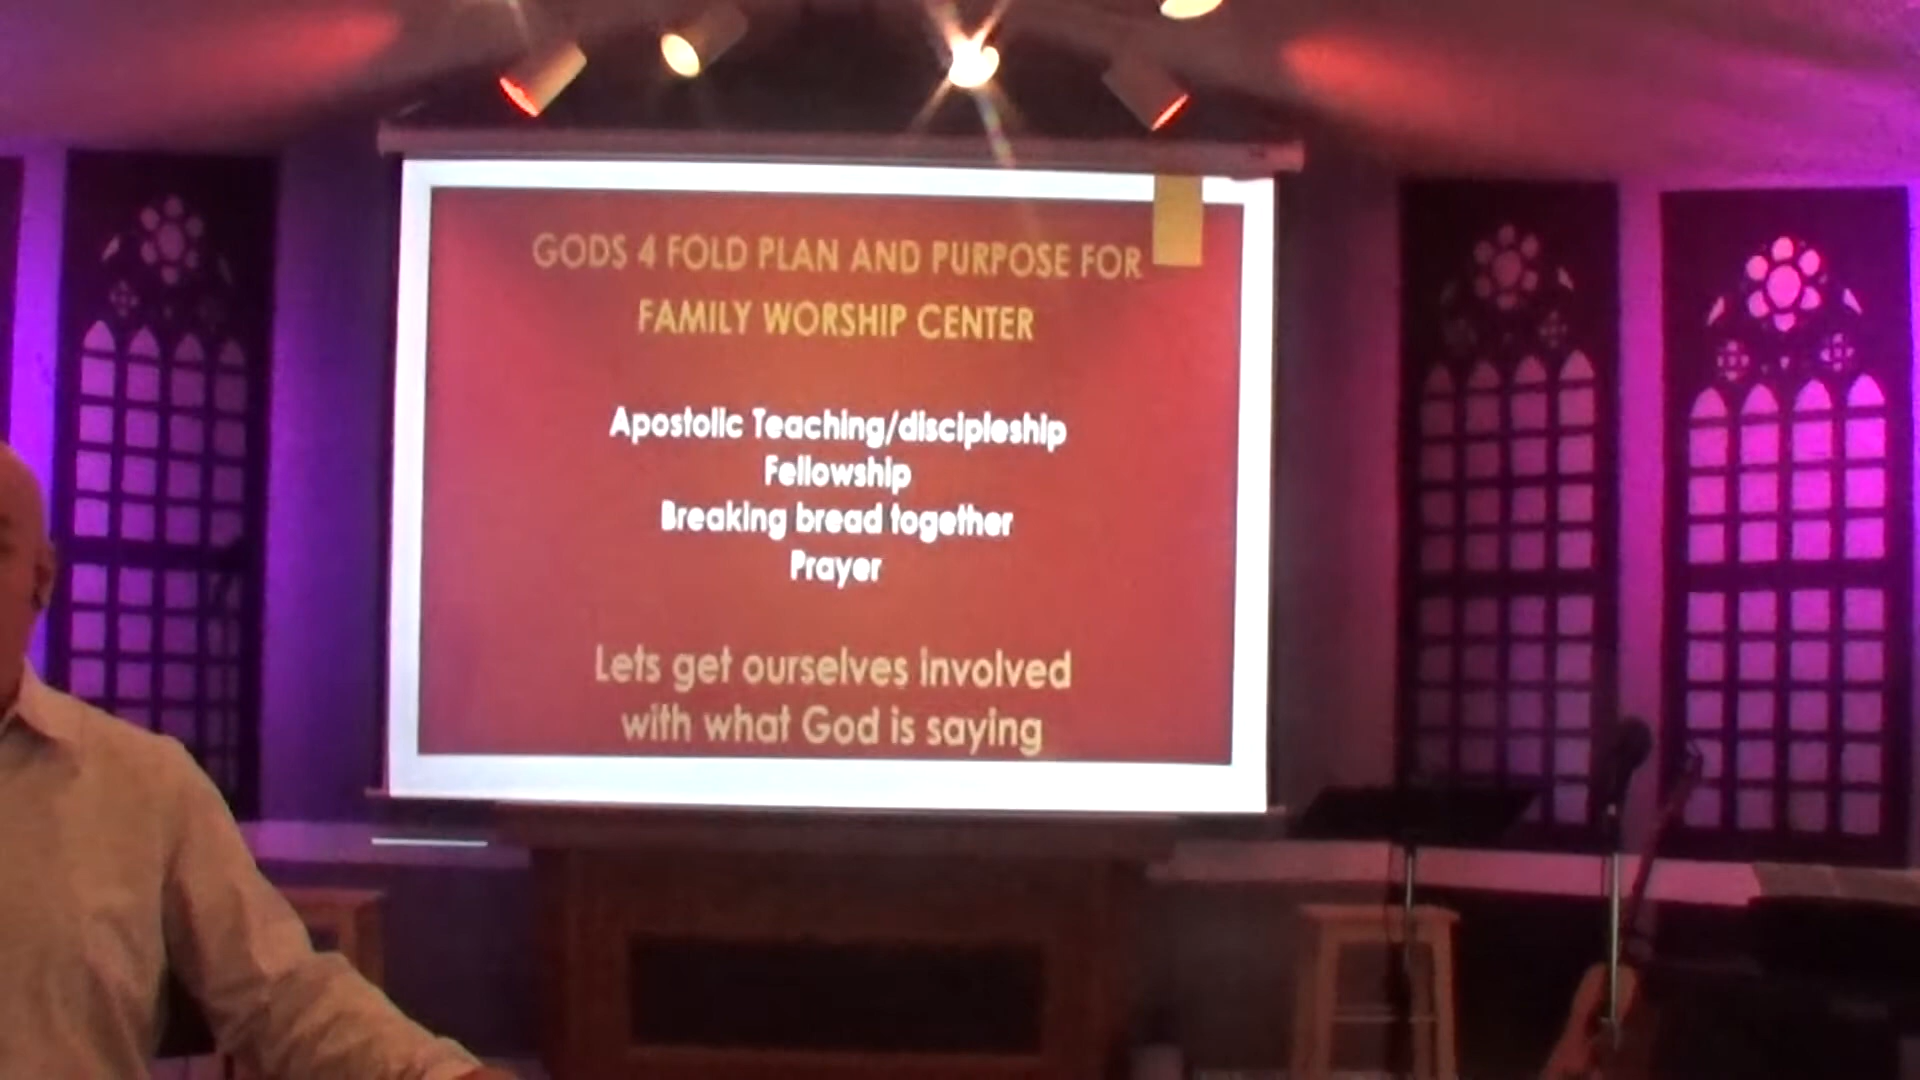 GODS 4 FOLD PLAN AND PURPOSE FOR
FAMILY WORSHIP CENTER
Apostolic Teaching/discipleship
Fellowship
Breaking bread together
Prayer
Lets get ourselves involved
with what God is saying